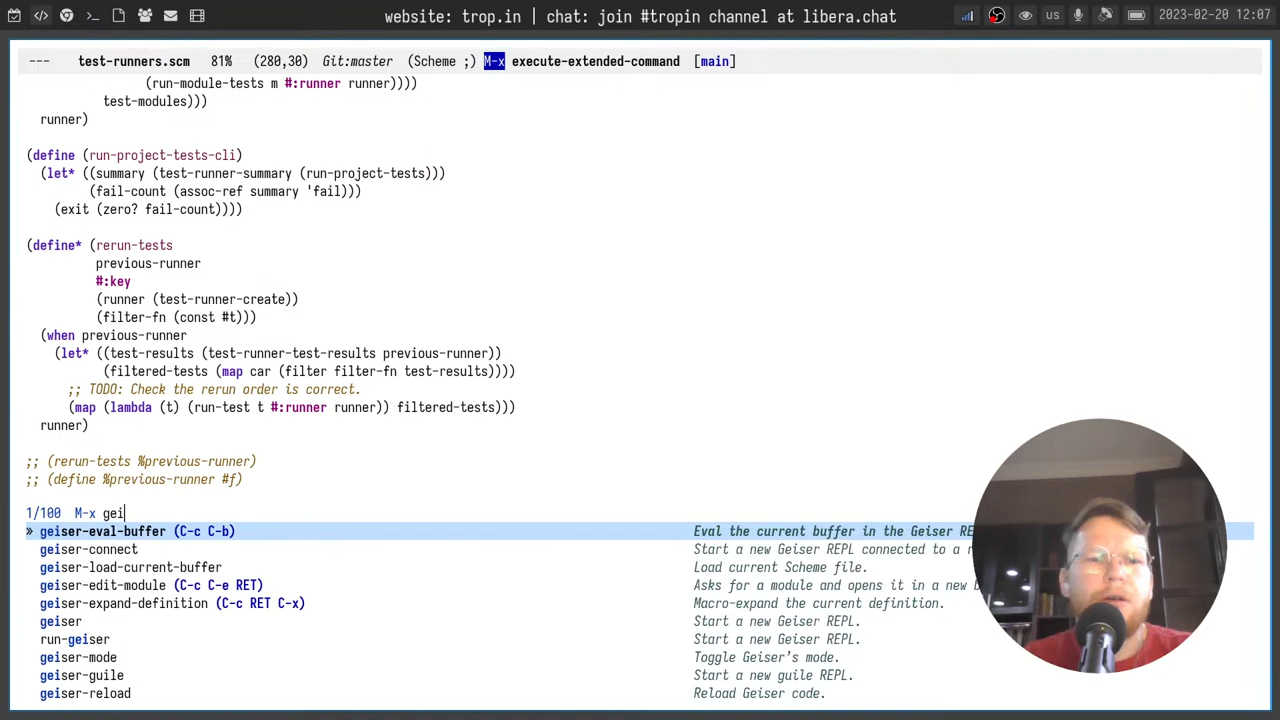 website: trop.in | chat: join #tropin channel at libera.chat
us
2023-02-20 12:07
--- test-runners.scm 81% (280,30) Git:master (Scheme ;) M-x execute-extended-command [main]
(run-module-tests m #:runner runner))))
test-modules)))
runner)
(define (run-project-tests-cli)
(let* ((summary (test-runner-summary (run-project-tests)))
(fail-count (assoc-ref summary 'fail)))
(exit (zero? fail-count))))
(define* (rerun-tests
previous-runner
#:key
(runner (test-runner-create))
(filter-fn (const #t)))
(when previous-runner
(let* ((test-results (test-runner-test-results previous-runner))
(filtered-tests (map car (filter filter-fn test-results))))
;; TODO: Check the rerun order is correct.
(map (lambda (t) (run-test t #:runner runner)) filtered-tests)))
runner)
;; (rerun-tests %previous-runner)
;; (define %previous-runner #f)
1/100 M-x gei
» geiser-eval-buffer (C-c C-b) Eval the current buffer in the Geiser
geiser-connect Start a new Geiser REPL connected to a
geiser-load-current-buffer Load current Scheme file.
geiser-edit-module (C-c C-e RET) Asks for a module and opens it in a new
geiser-expand-definition (C-c RET C-x) Macro-expand the current definition.
geiser Start a new Geiser REPL.
run-geiser Start a new Geiser REPL.
geiser-mode Toggle Geiser's mode.
geiser-guile Start a new guile REPL.
geiser-reload Reload Geiser code.